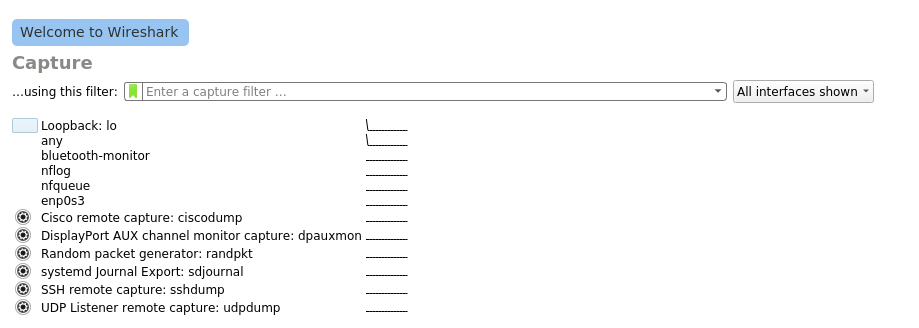 Welcome to Wireshark
Capture
...using this filter: Enter a capture filter ... All interfaces shown
Loopback: lo
any
bluetooth-monitor
nflog
nfqueue
enp0s3
Cisco remote capture: ciscodump
DisplayPort AUX channel monitor capture: dpauxmon
Random packet generator: randpkt
systemd Journal Export: sdjournal
SSH remote capture: sshdump
UDP Listener remote capture: udpdump